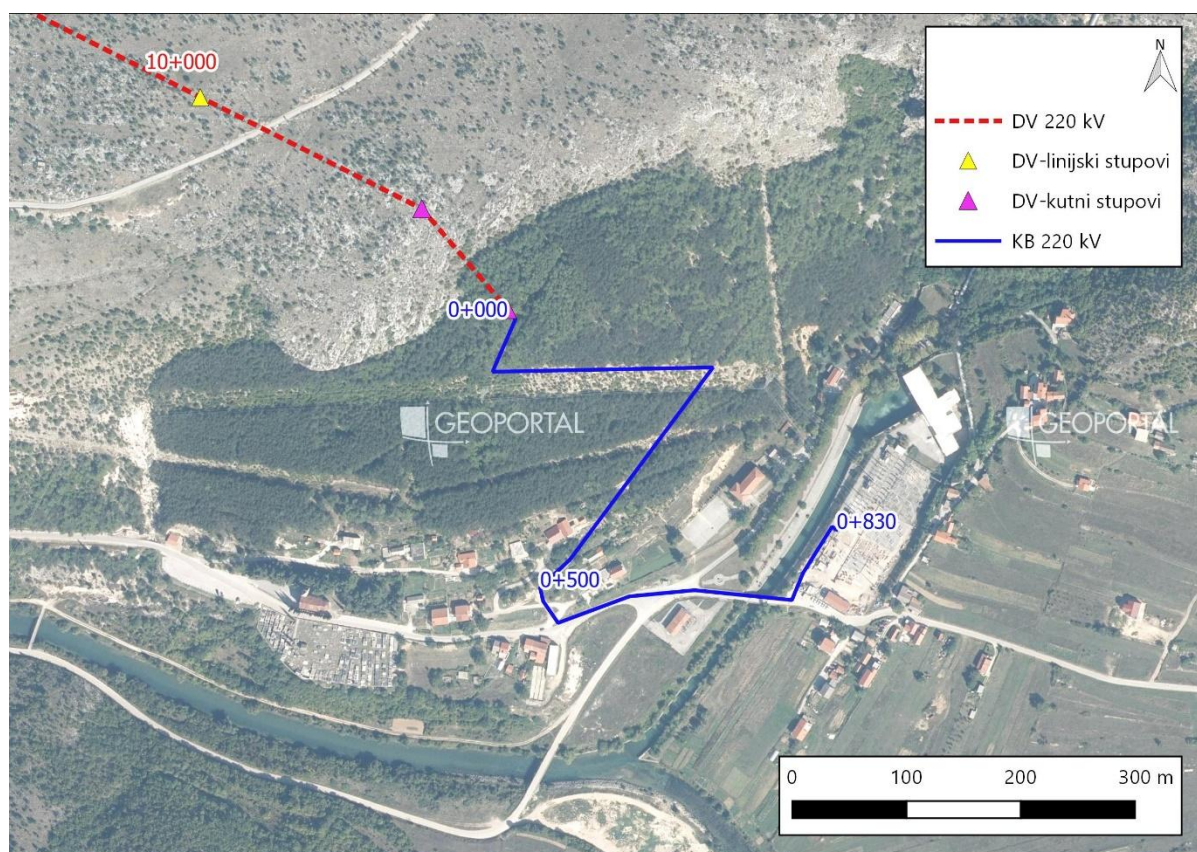 10+000
N
DV 220 kV
DV-linijski stupovi
DV-kutni stupovi
KB 220 kV
0+000
GEOPORTAL
GEOPORTAL
0+830
0+500
0 100 200 300 m